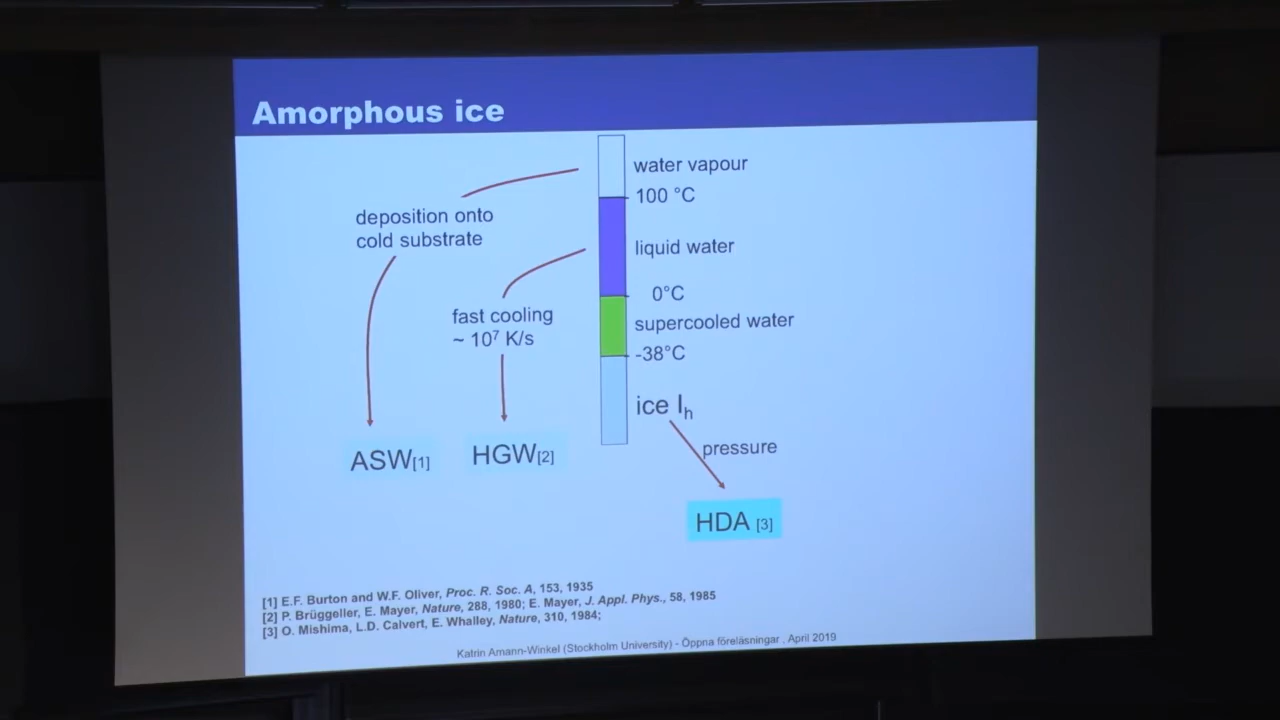 Amorphous ice
water vapour
100 °C
deposition onto
cold substrate
liquid water
0°C
fast cooling
~ 10⁷ K/s
supercooled water
-38°C
ice Iₕ
pressure
ASW[1]
HGW[2]
HDA [3]
[1] E.F. Burton and W.F. Oliver, Proc. R. Soc. A, 153, 1935
[2] P. Brüggeller, E. Mayer, Nature, 288, 1980; E. Mayer, J. Appl. Phys., 58, 1985
[3] O. Mishima, L.D. Calvert, E. Whalley, Nature, 310, 1984;
Katrin Amann-Winkel (Stockholm University) - Öppna föreläsningar , April 2019